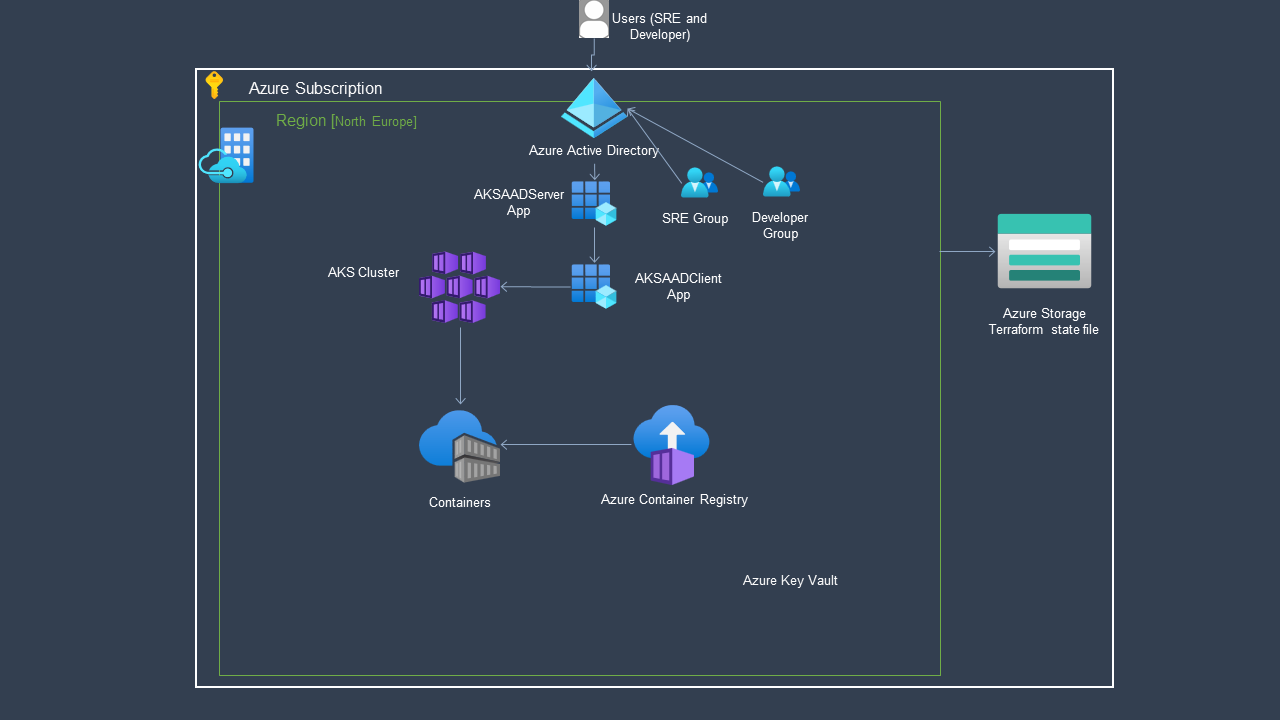 Users (SRE and
Developer)
Azure Subscription
Region [North Europe]
Azure Active Directory
AKSAADServer
App
SRE Group
Developer
Group
AKS Cluster
AKSAADClient
App
Azure Storage
Terraform state file
Containers
Azure Container Registry
Azure Key Vault